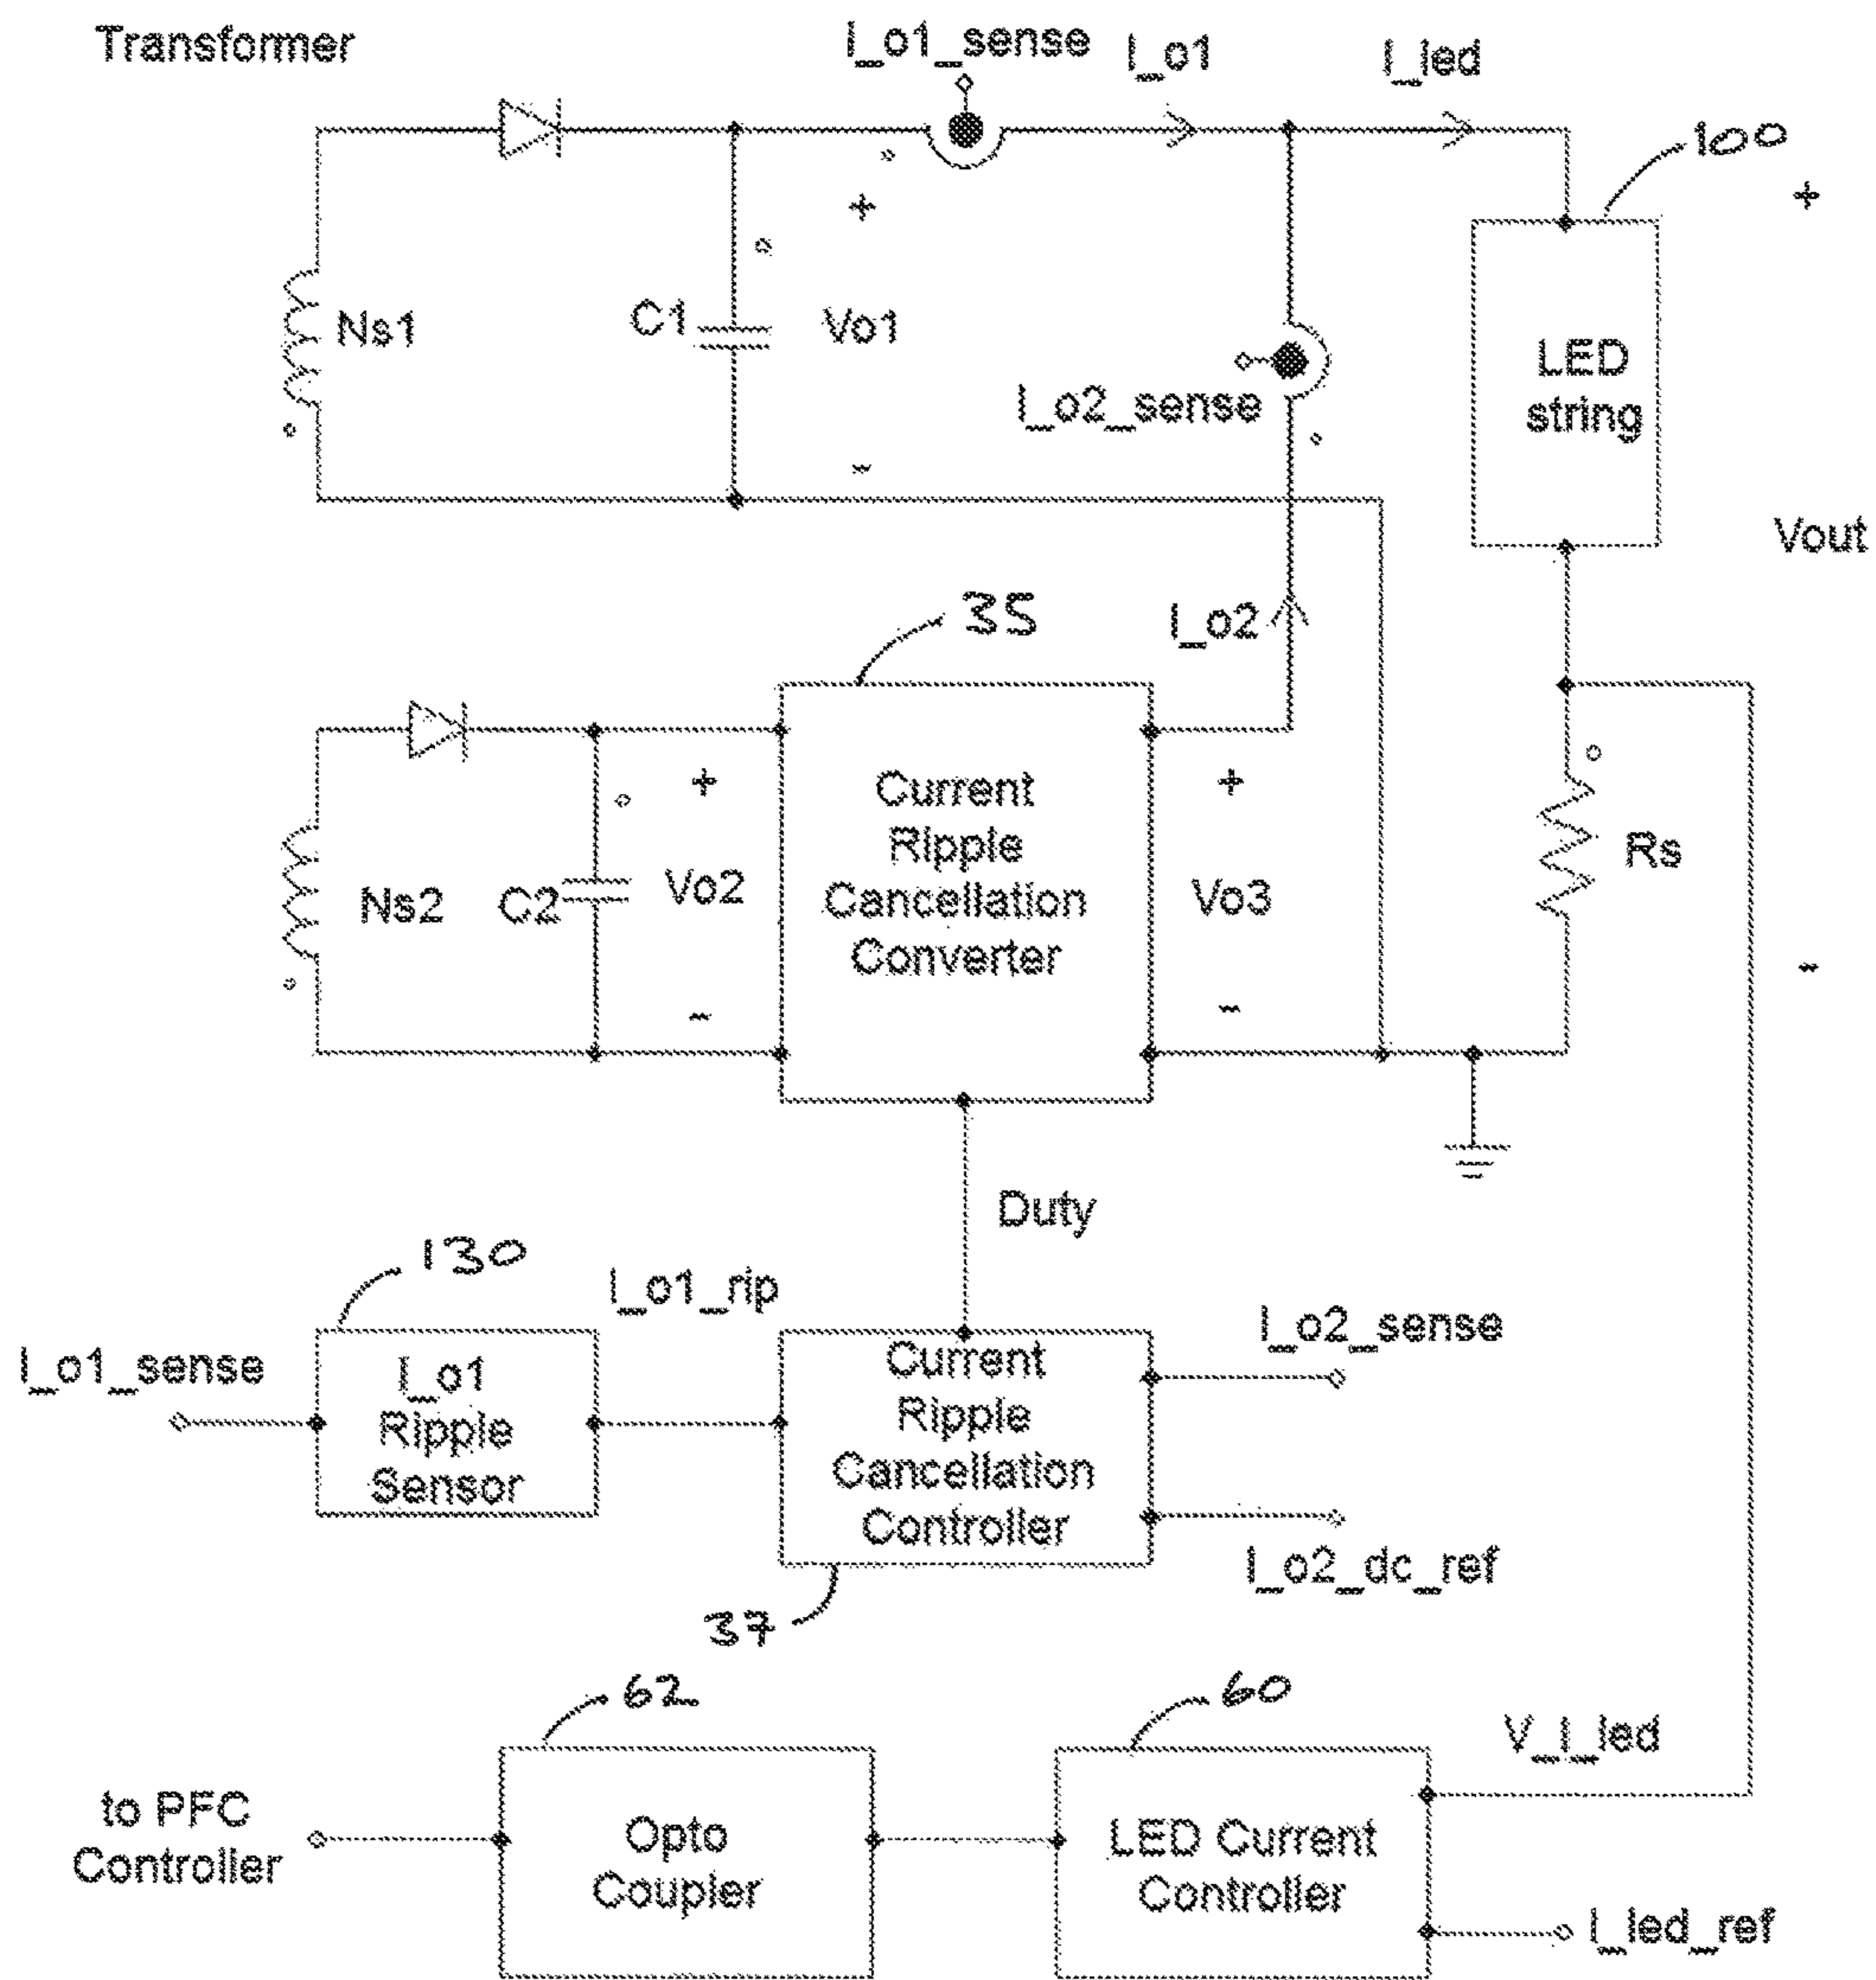 Transformer
I_o1_sense
I_o1
I_led
100
+
+
Ns1
C1
Vo1
LED
string
I_o2_sense
-
Vout
35
I_o2
+
Current
Ripple
Cancellation
Converter
+
Ns2
C2
Vo2
Vo3
Rs
-
-
-
Duty
130
I_o1_rip
I_o2_sense
I_o1_sense
I_o1
Ripple
Sensor
Current
Ripple
Cancellation
Controller
I_o2_dc_ref
37
62
60
V_I_led
to PFC
Controller
Opto
Coupler
LED Current
Controller
I_led_ref